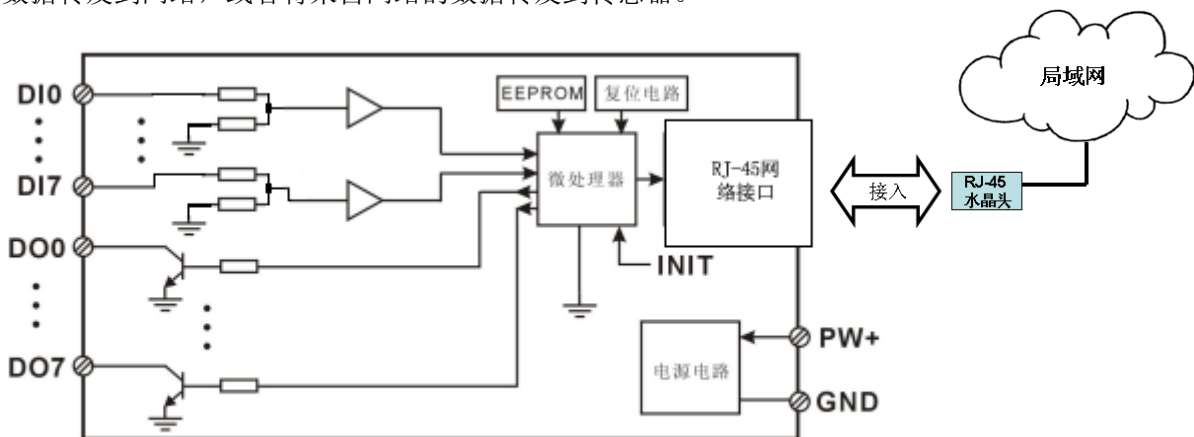 数据转发到网络，或者将来自网络的数据转发到传感器。
局域网
DI0
EEPROM
复位电路
RJ-45网
络接口
微处理器
接入
RJ-45
水晶头
DI7
DO0
INIT
PW+
电源电路
DO7
GND